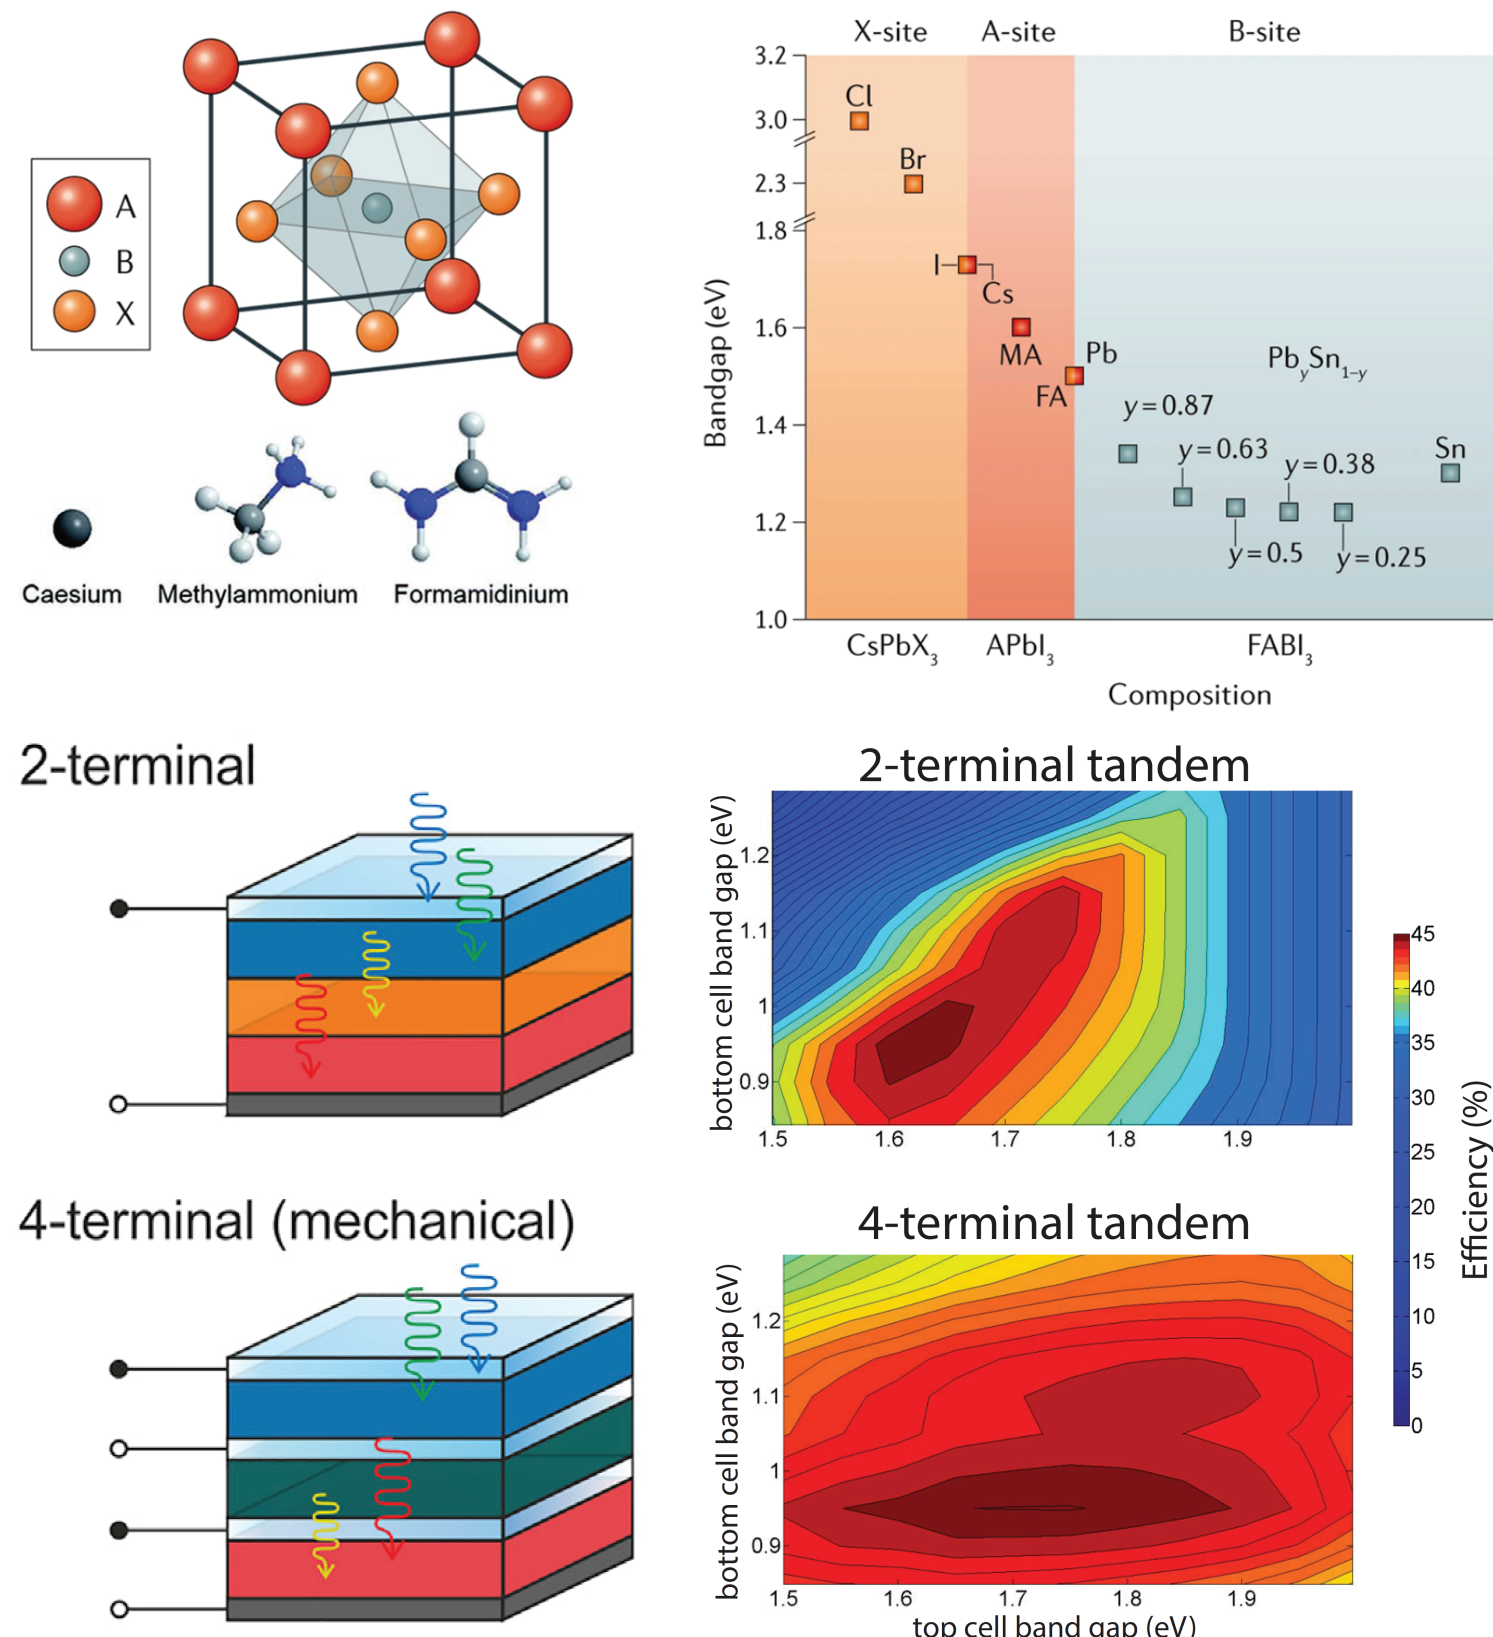 A
B
X
Caesium
Methylammonium
Formamidinium
X-site
A-site
B-site
3.2
3.0
2.3
1.8
1.6
1.4
1.2
1.0
Bandgap (eV)
Cl
Br
I
Cs
MA
FA
Pb
PbySn1–y
y = 0.87
y = 0.63
y = 0.5
y = 0.38
y = 0.25
Sn
CsPbX3
APbI3
FABI3
Composition
2-terminal
2-terminal tandem
bottom cell band gap (eV)
1.2
1.1
1
0.9
1.5
1.6
1.7
1.8
1.9
45
40
35
30
25
20
15
10
5
0
Efficiency (%)
4-terminal (mechanical)
4-terminal tandem
bottom cell band gap (eV)
1.2
1.1
1
0.9
1.5
1.6
1.7
1.8
1.9
top cell band gap (eV)